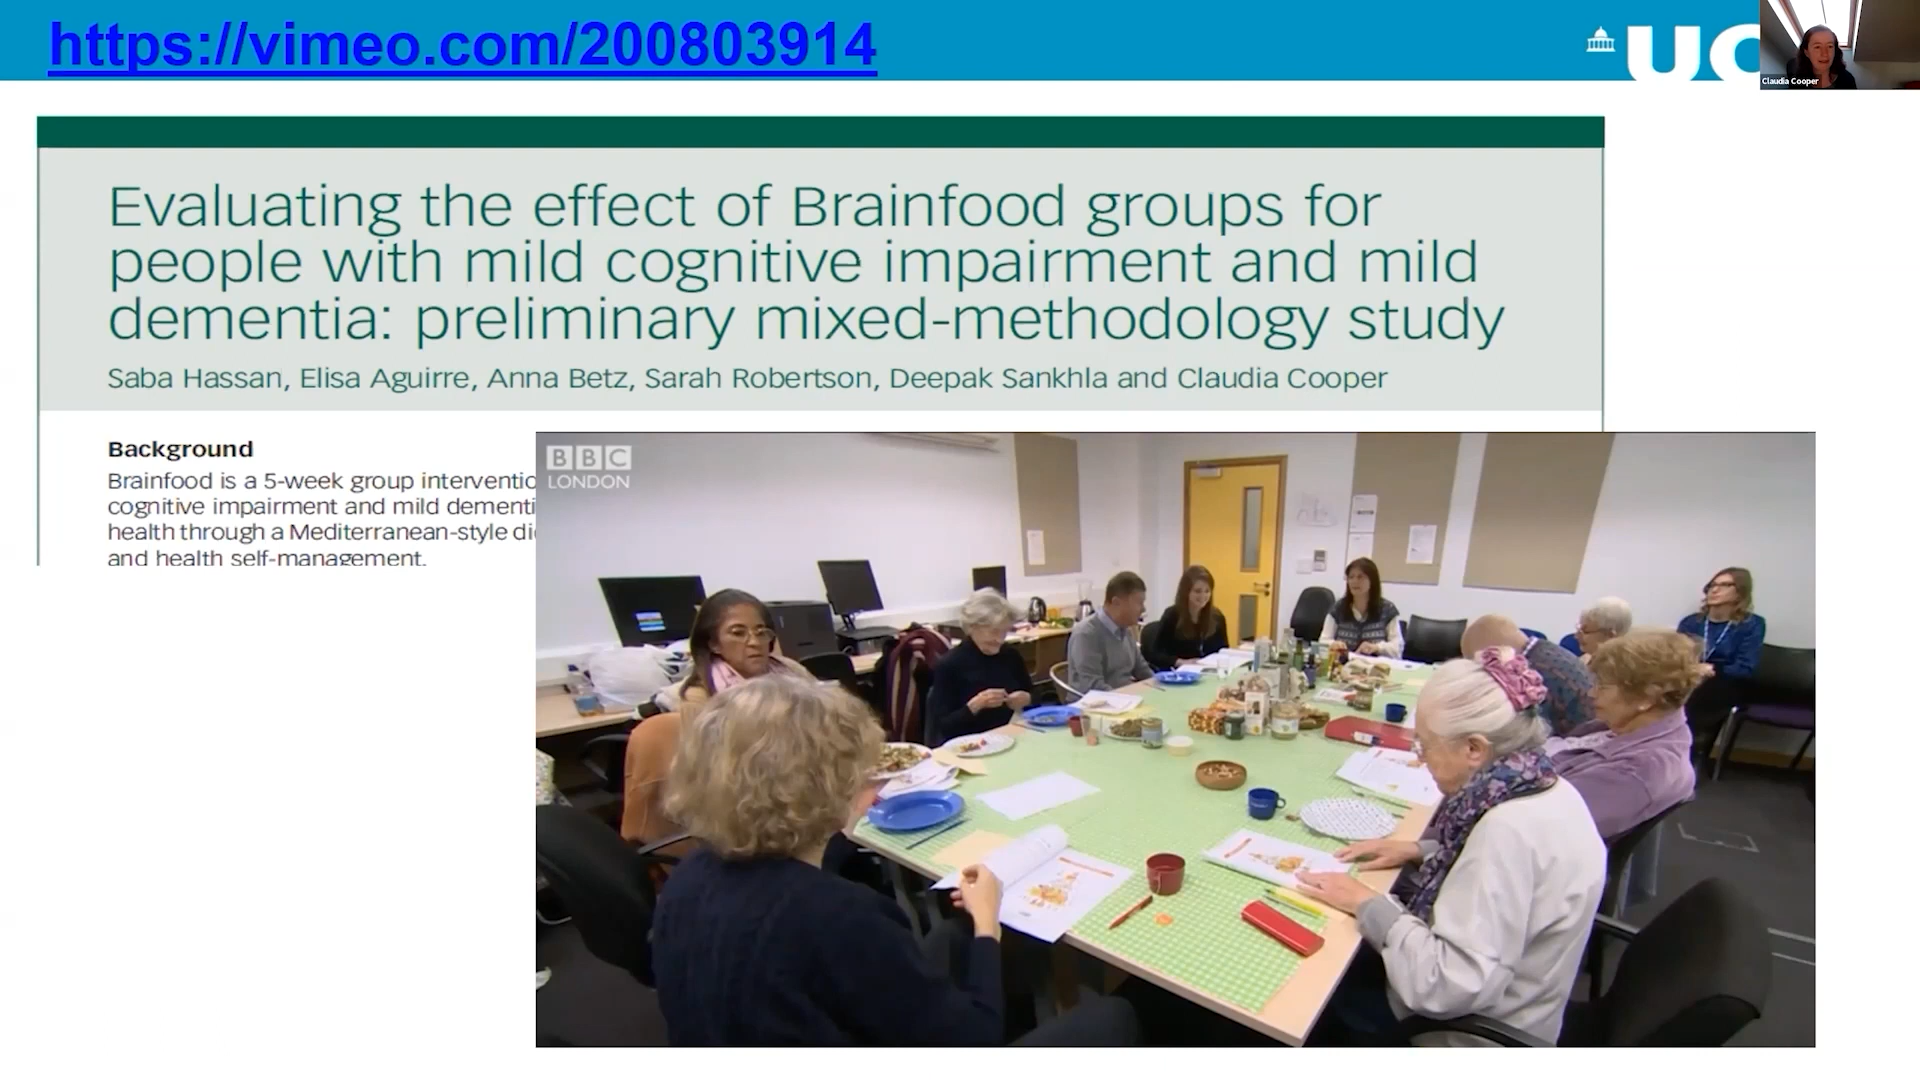 https://vimeo.com/200803914
UC
Claudia Cooper
Evaluating the effect of Brainfood groups for
people with mild cognitive impairment and mild
dementia: preliminary mixed-methodology study
Saba Hassan, Elisa Aguirre, Anna Betz, Sarah Robertson, Deepak Sankhla and Claudia Cooper
Background
Brainfood is a 5-week group interventio
cognitive impairment and mild dementi
health through a Mediterranean-style di
and health self-management.
BBC
LONDON